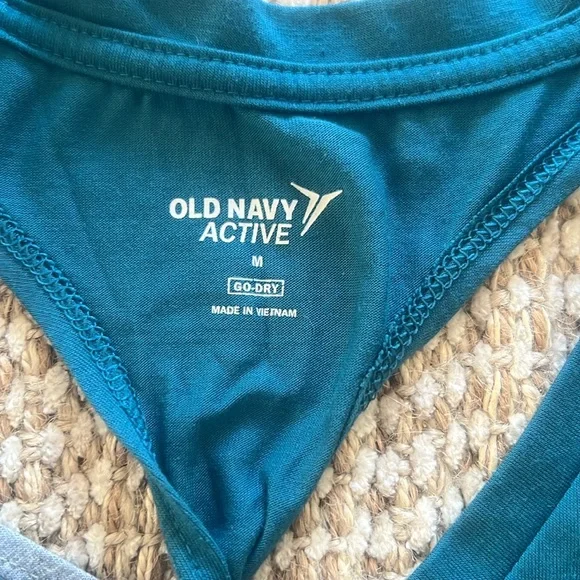 OLD NAVY
ACTIVE
M
GO-DRY
MADE IN VIETNAM